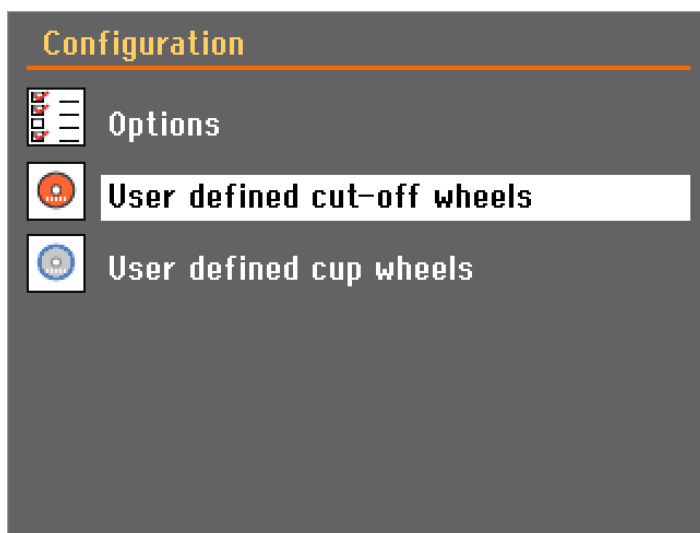 Configuration
Options
User defined cut-off wheels
User defined cup wheels